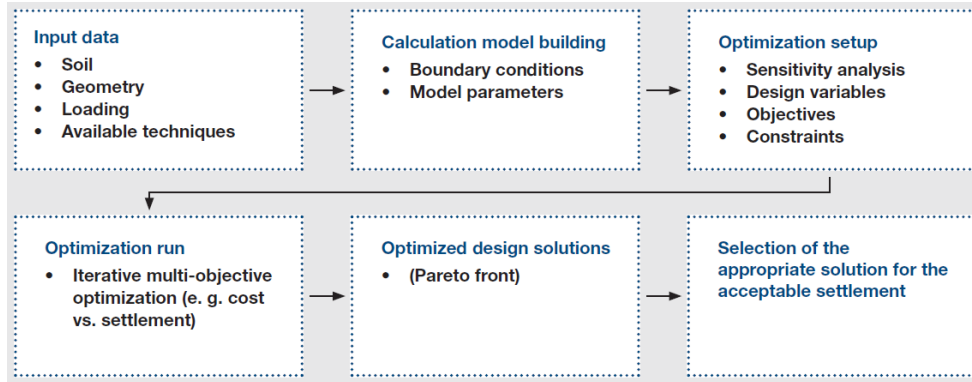 Input data
• Soil
• Geometry
• Loading
• Available techniques
Calculation model building
• Boundary conditions
• Model parameters
Optimization setup
• Sensitivity analysis
• Design variables
• Objectives
• Constraints
Optimization run
• Iterative multi-objective
optimization (e. g. cost
vs. settlement)
Optimized design solutions
• (Pareto front)
Selection of the
appropriate solution for the
acceptable settlement